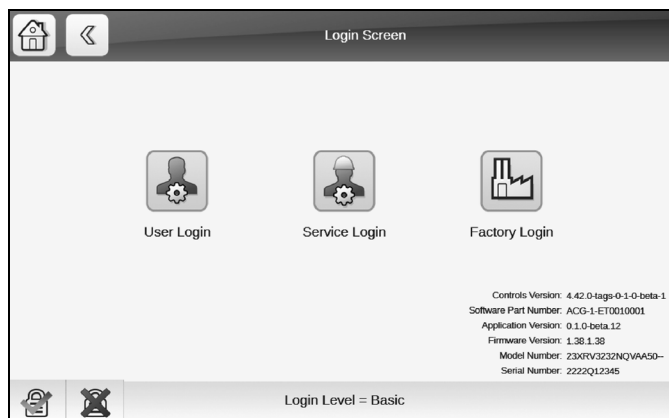 Login Screen
User Login
Service Login
Factory Login
Controls Version: 4.42.0-tags-0-1-0-beta-1
Software Part Number: ACG-1-ET0010001
Application Version: 0.1.0-beta.12
Firmware Version: 1.38.1.38
Model Number: 23XRV3232NQVAA50--
Serial Number: 2222Q12345
Login Level = Basic